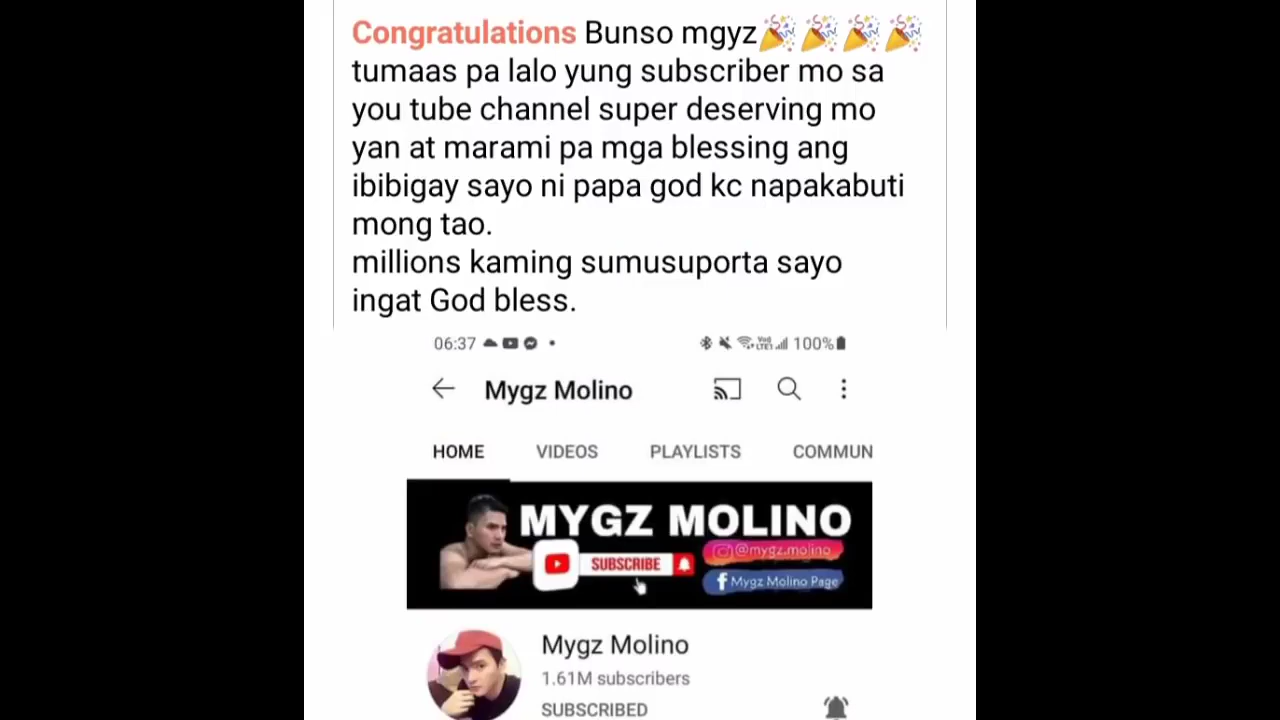 Congratulations Bunso mgyz🎉🎉🎉🎉
tumaas pa lalo yung subscriber mo sa
you tube channel super deserving mo
yan at marami pa mga blessing ang
ibibigay sayo ni papa god kc napakabuti
mong tao.
millions kaming sumusuporta sayo
ingat God bless.
06:37 100%
Mygz Molino
HOME VIDEOS PLAYLISTS COMMUN
MYGZ MOLINO
@mygz.molino
SUBSCRIBE
Mygz Molino Page
Mygz Molino
1.61M subscribers
SUBSCRIBED